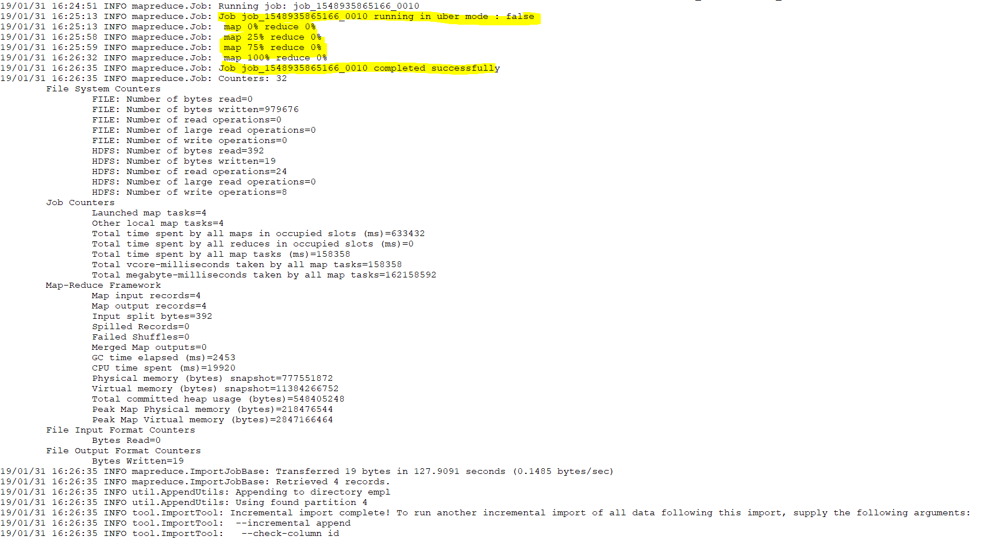 19/01/31 16:24:51 INFO mapreduce.Job: Running job: job_1548935865166_0010
19/01/31 16:25:13 INFO mapreduce.Job: Job job_1548935865166_0010 running in uber mode : false
19/01/31 16:25:13 INFO mapreduce.Job:  map 0% reduce 0%
19/01/31 16:25:58 INFO mapreduce.Job:  map 25% reduce 0%
19/01/31 16:25:59 INFO mapreduce.Job:  map 75% reduce 0%
19/01/31 16:26:32 INFO mapreduce.Job:  map 100% reduce 0%
19/01/31 16:26:35 INFO mapreduce.Job: Job job_1548935865166_0010 completed successfully
19/01/31 16:26:35 INFO mapreduce.Job: Counters: 32
File System Counters
FILE: Number of bytes read=0
FILE: Number of bytes written=979676
FILE: Number of read operations=0
FILE: Number of large read operations=0
FILE: Number of write operations=0
HDFS: Number of bytes read=392
HDFS: Number of bytes written=19
HDFS: Number of read operations=24
HDFS: Number of large read operations=0
HDFS: Number of write operations=8
Job Counters
Launched map tasks=4
Other local map tasks=4
Total time spent by all maps in occupied slots (ms)=633432
Total time spent by all reduces in occupied slots (ms)=0
Total time spent by all map tasks (ms)=158358
Total vcore-milliseconds taken by all map tasks=158358
Total megabyte-milliseconds taken by all map tasks=162158592
Map-Reduce Framework
Map input records=4
Map output records=4
Input split bytes=392
Spilled Records=0
Failed Shuffles=0
Merged Map outputs=0
GC time elapsed (ms)=2453
CPU time spent (ms)=19920
Physical memory (bytes) snapshot=777551872
Virtual memory (bytes) snapshot=11384266752
Total committed heap usage (bytes)=548405248
Peak Map Physical memory (bytes)=218476544
Peak Map Virtual memory (bytes)=2847166464
File Input Format Counters
Bytes Read=0
File Output Format Counters
Bytes Written=19
19/01/31 16:26:35 INFO mapreduce.ImportJobBase: Transferred 19 bytes in 127.9091 seconds (0.1485 bytes/sec)
19/01/31 16:26:35 INFO mapreduce.ImportJobBase: Retrieved 4 records.
19/01/31 16:26:35 INFO util.AppendUtils: Appending to directory empl
19/01/31 16:26:35 INFO util.AppendUtils: Using found partition 4
19/01/31 16:26:35 INFO tool.ImportTool: Incremental import complete! To run another incremental import of all data following this import, supply the following arguments:
19/01/31 16:26:35 INFO tool.ImportTool:  --incremental append
19/01/31 16:26:35 INFO tool.ImportTool:   --check-column id